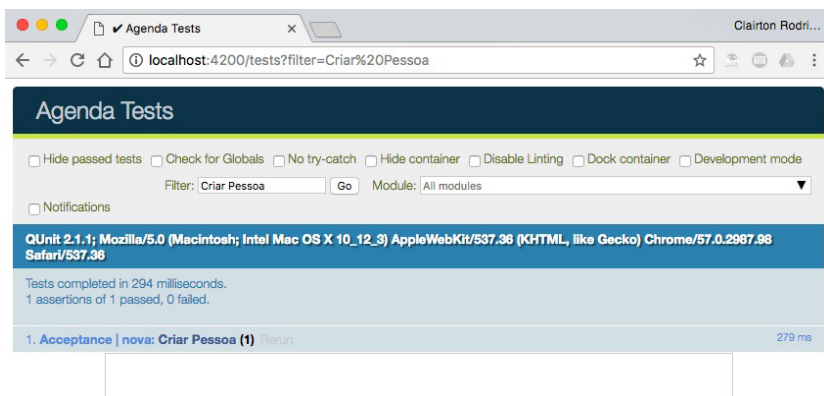 ✔ Agenda Tests
Clairton Rodri...
localhost:4200/tests?filter=Criar%20Pessoa
Agenda Tests
Hide passed tests Check for Globals No try-catch Hide container Disable Linting Dock container Development mode
Filter: Criar Pessoa Go Module: All modules
Notifications
QUnit 2.1.1; Mozilla/5.0 (Macintosh; Intel Mac OS X 10_12_3) AppleWebKit/537.36 (KHTML, like Gecko) Chrome/57.0.2987.98
Safari/537.36
Tests completed in 294 milliseconds.
1 assertions of 1 passed, 0 failed.
1. Acceptance | nova: Criar Pessoa (1) Rerun 279 ms